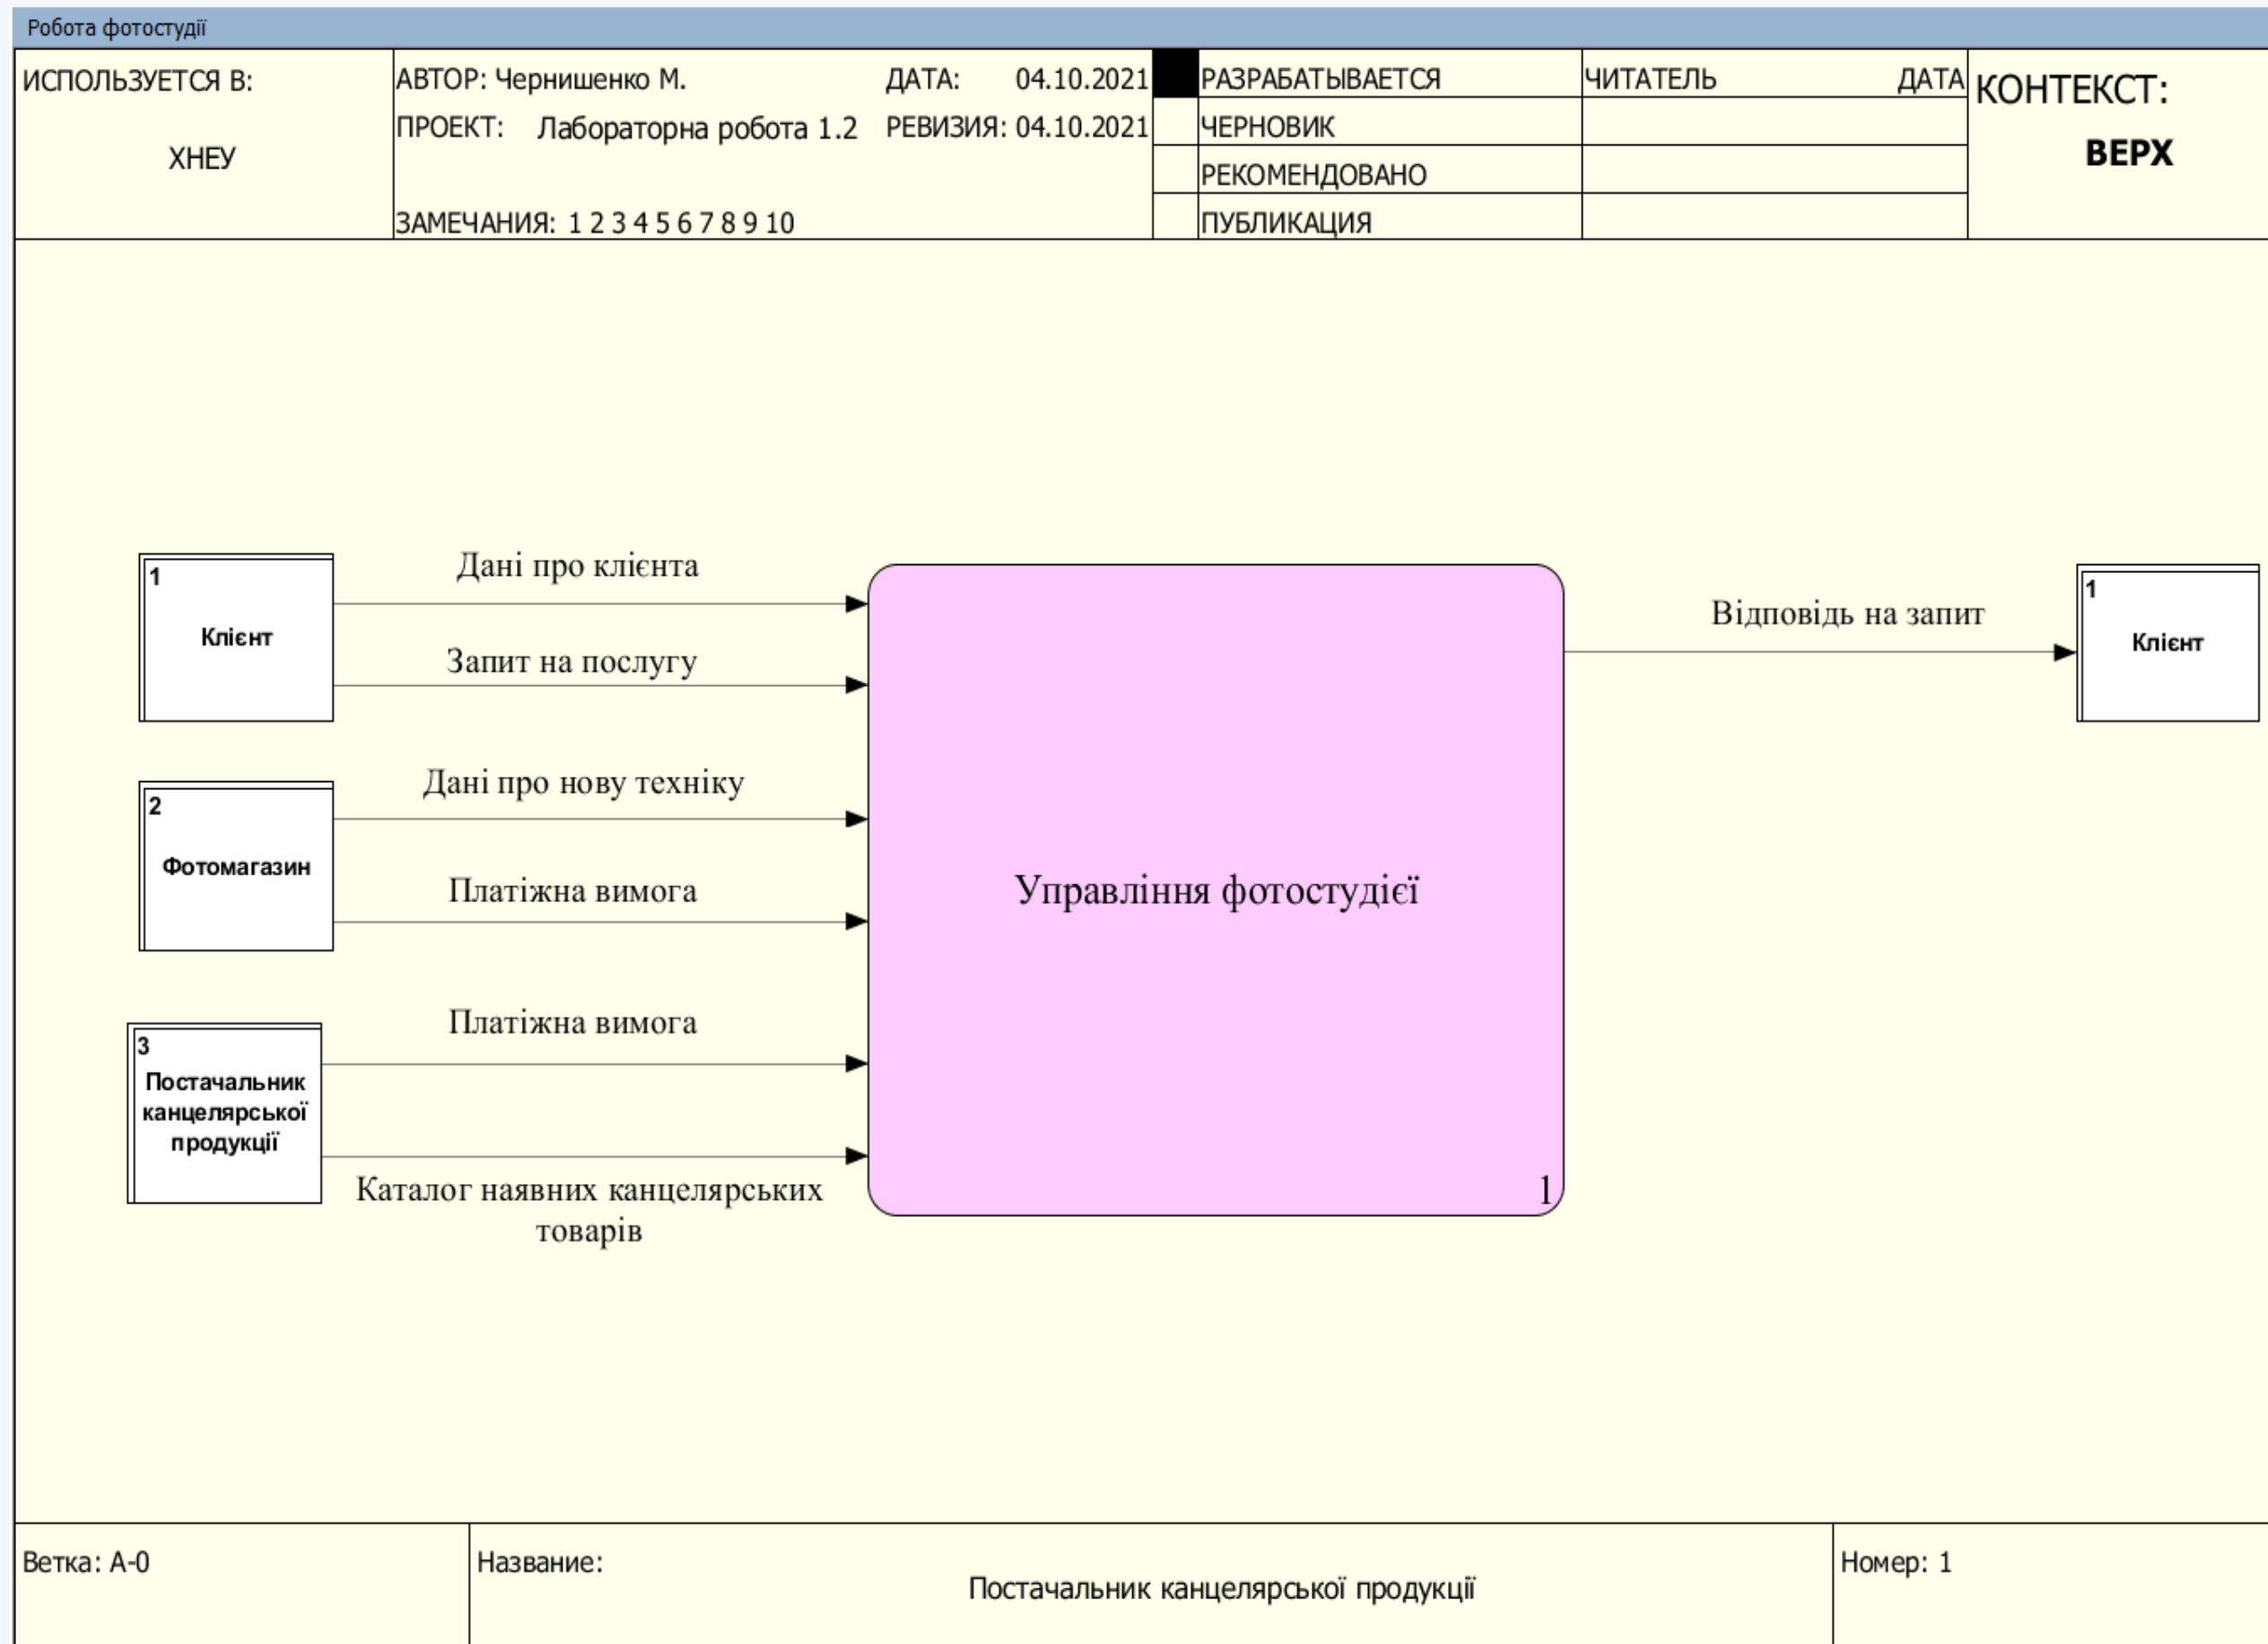 Робота фотостудії
ИСПОЛЬЗУЕТСЯ В:
ХНЕУ
АВТОР: Чернишенко М.
ДАТА: 04.10.2021
ПРОЕКТ: Лабораторна робота 1.2
РЕВИЗИЯ: 04.10.2021
ЗАМЕЧАНИЯ: 1 2 3 4 5 6 7 8 9 10
РАЗРАБАТЫВАЕТСЯ
ЧЕРНОВИК
РЕКОМЕНДОВАНО
ПУБЛИКАЦИЯ
ЧИТАТЕЛЬ ДАТА
КОНТЕКСТ:
ВЕРХ
1
Клієнт
Дані про клієнта
Запит на послугу
2
Фотомагазин
Дані про нову техніку
Платіжна вимога
3
Постачальник
канцелярської
продукції
Платіжна вимога
Каталог наявних канцелярських
товарів
Управління фотостудієї
1
Відповідь на запит
1
Клієнт
Ветка: A-0
Название:
Постачальник канцелярської продукції
Номер: 1